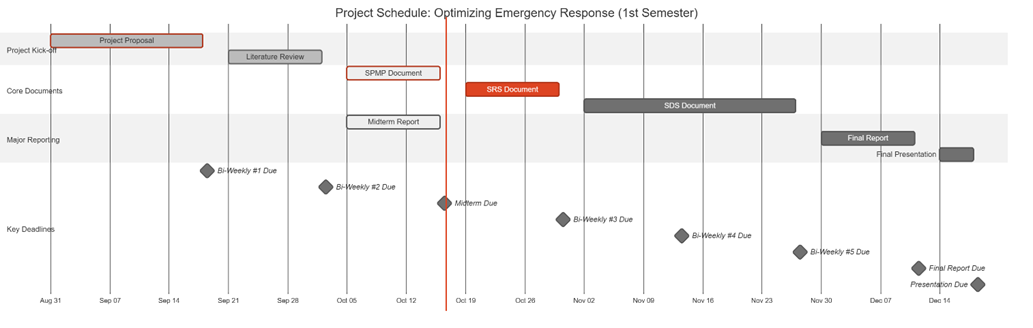 Project Schedule: Optimizing Emergency Response (1st Semester)
Project Proposal
Project Kick-off
Literature Review
SPMP Document
Core Documents
SRS Document
SDS Document
Midterm Report
Major Reporting
Final Report
Final Presentation
Bi-Weekly #1 Due
Bi-Weekly #2 Due
Midterm Due
Bi-Weekly #3 Due
Key Deadlines
Bi-Weekly #4 Due
Bi-Weekly #5 Due
Final Report Due
Presentation Due
Aug 31 Sep 07 Sep 14 Sep 21 Sep 28 Oct 05 Oct 12 Oct 19 Oct 26 Nov 02 Nov 09 Nov 16 Nov 23 Nov 30 Dec 07 Dec 14